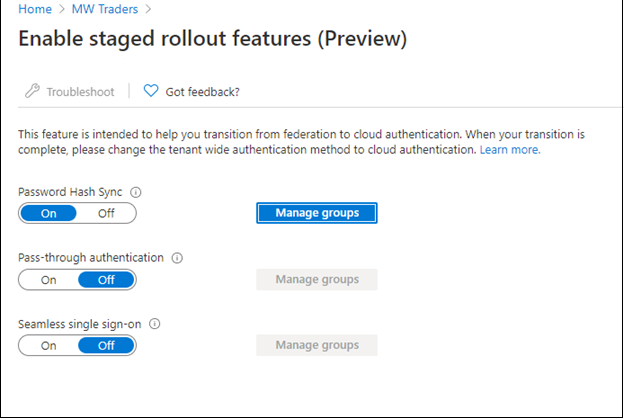 Home > MW Traders >
Enable staged rollout features (Preview)
Troubleshoot Got feedback?
This feature is intended to help you transition from federation to cloud authentication. When your transition is
complete, please change the tenant wide authentication method to cloud authentication. Learn more.
Password Hash Sync
On Off Manage groups
Pass-through authentication
On Off Manage groups
Seamless single sign-on
On Off Manage groups